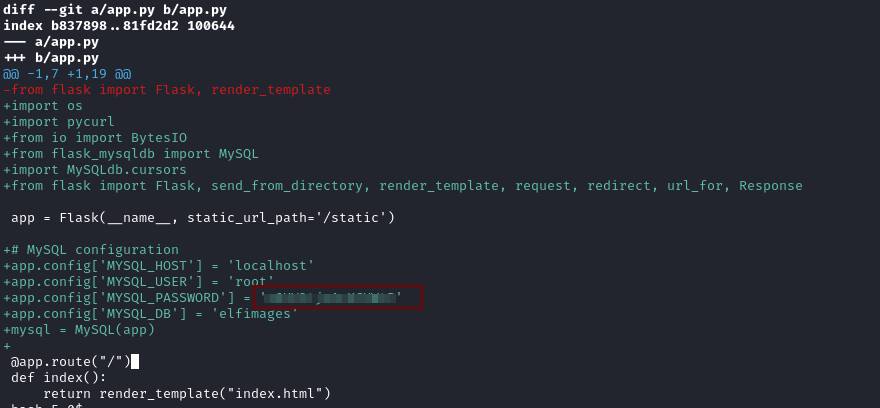 diff --git a/app.py b/app.py
index b837898..81fd2d2 100644
--- a/app.py
+++ b/app.py
@@ -1,7 +1,19 @@
-from flask import Flask, render_template
+import os
+import pycurl
+from io import BytesIO
+from flask_mysqldb import MySQL
+import MySQLdb.cursors
+from flask import Flask, send_from_directory, render_template, request, redirect, url_for, Response
app = Flask(__name__, static_url_path='/static')
+# MySQL configuration
+app.config['MYSQL_HOST'] = 'localhost'
+app.config['MYSQL_USER'] = 'root'
+app.config['MYSQL_PASSWORD'] = ' '
+app.config['MYSQL_DB'] = 'elfimages'
+mysql = MySQL(app)
+
@app.route("/")
def index():
return render_template("index.html")